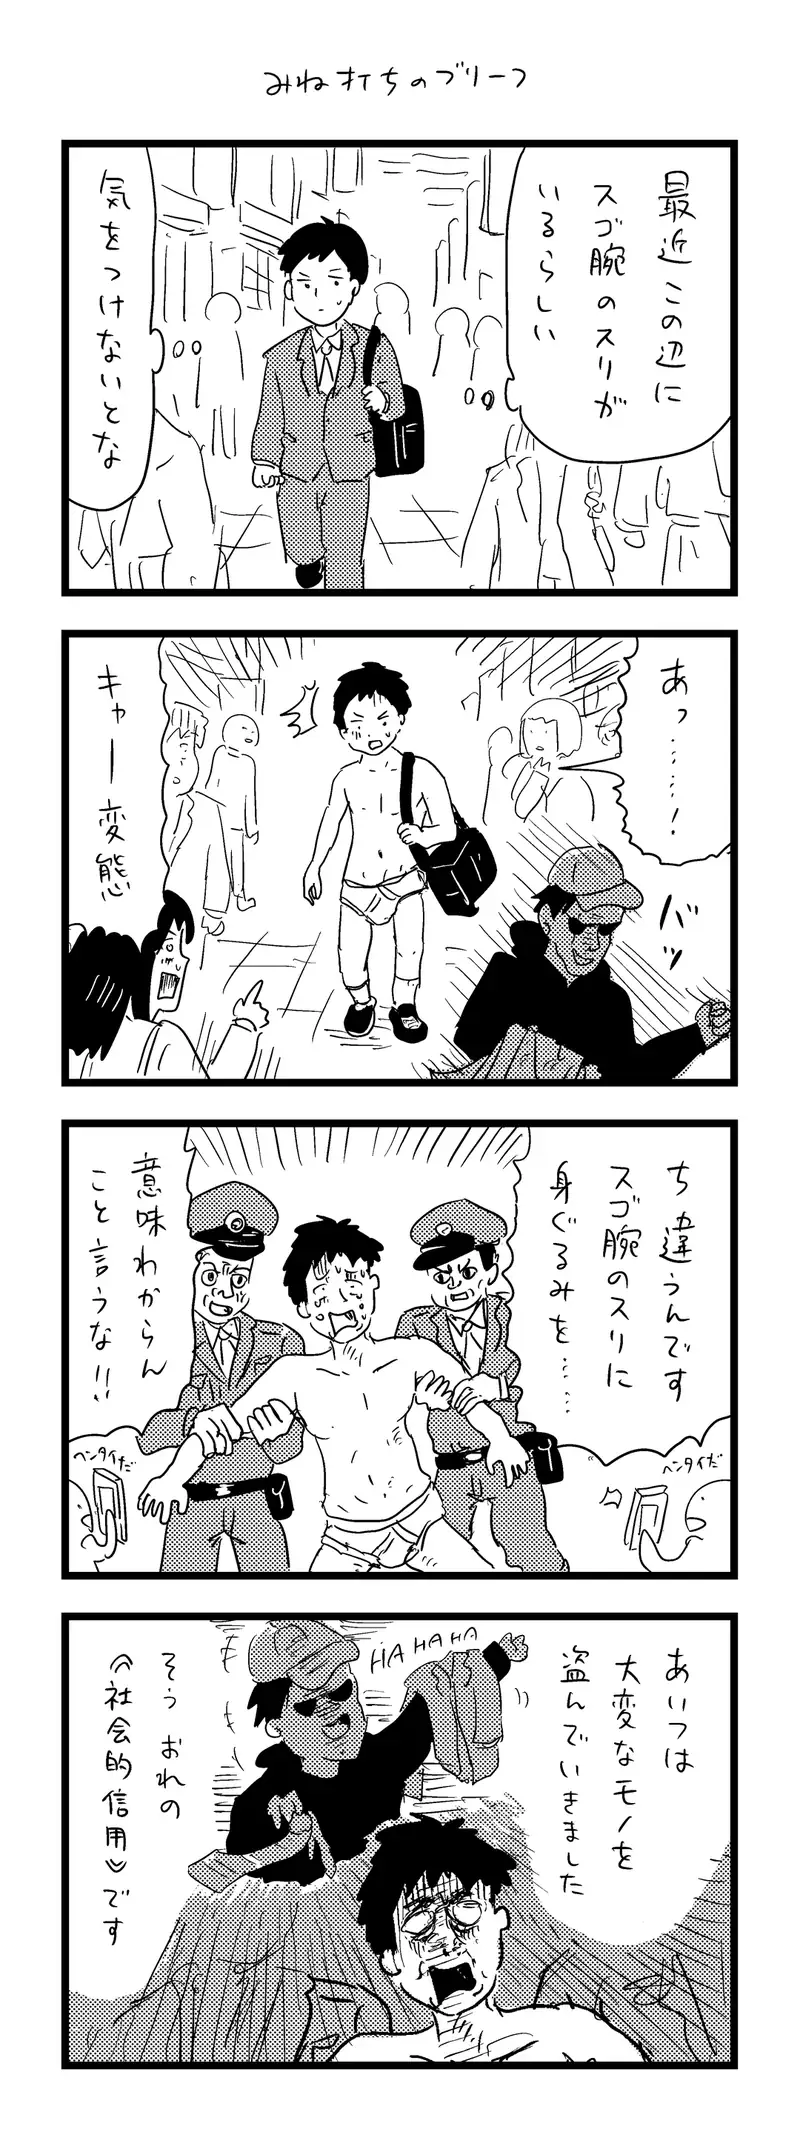 みね打ちのブリーフ
最近この辺に
スゴ腕のスリが
いるらしい
気をつけないとな
あっ……!
バッ
キャー変態
ち違うんです
スゴ腕のスリに
身ぐるみを……
意味わからん
こと言うな!!
ヘンタイだ
ヘンタイだ
あいつは
大変なモノを
盗んでいきました
HA HA HA
そう おれの
《社会的信用》です